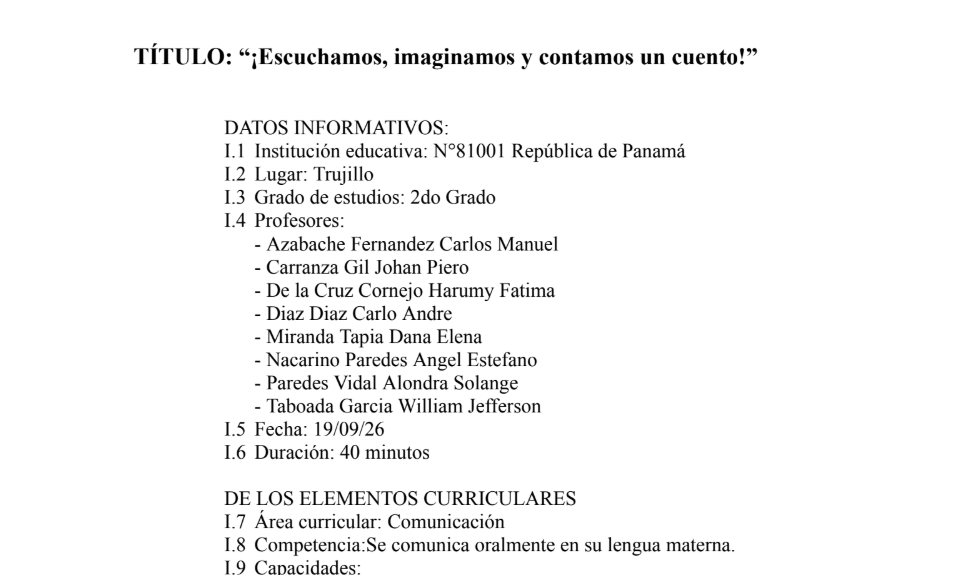 TÍTULO: “¡Escuchamos, imaginamos y contamos un cuento!”
DATOS INFORMATIVOS:
I.1 Institución educativa: N°81001 República de Panamá
I.2 Lugar: Trujillo
I.3 Grado de estudios: 2do Grado
I.4 Profesores:
- Azabache Fernandez Carlos Manuel
- Carranza Gil Johan Piero
- De la Cruz Cornejo Harumy Fatima
- Diaz Diaz Carlo Andre
- Miranda Tapia Dana Elena
- Nacarino Paredes Angel Estefano
- Paredes Vidal Alondra Solange
- Taboada Garcia William Jefferson
I.5 Fecha: 19/09/26
I.6 Duración: 40 minutos
DE LOS ELEMENTOS CURRICULARES
I.7 Área curricular: Comunicación
I.8 Competencia:Se comunica oralmente en su lengua materna.
I.9 Capacidades: